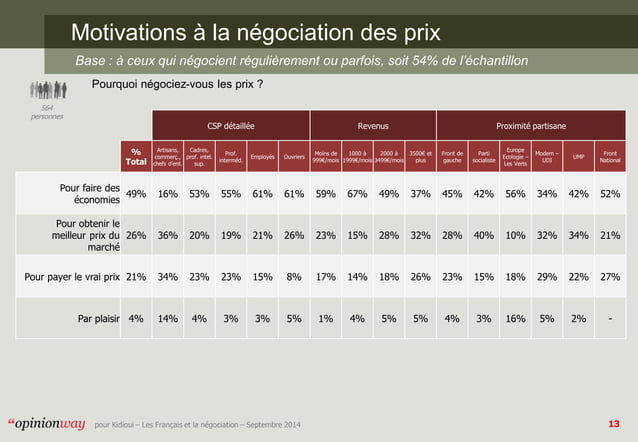 Motivations à la négociation des prix
Base : à ceux qui négocient régulièrement ou parfois, soit 54% de l'échantillon
Pourquoi négociez-vous les prix ?
564
personnes
CSP détaillée Revenus Proximité partisane
% Total Artisans, commerç., chefs d'ent. Cadres, prof. intel. sup. Prof. interméd. Employés Ouvriers Moins de 999€/mois 1000 à 1999€/mois 2000 à 3499€/mois 3500€ et plus Front de gauche Parti socialiste Europe Ecologie – Les Verts Modem – UDI UMP Front National
Pour faire des économies 49% 16% 53% 55% 61% 61% 59% 67% 49% 37% 45% 42% 56% 34% 42% 52%
Pour obtenir le meilleur prix du marché 26% 36% 20% 19% 21% 26% 23% 15% 28% 32% 28% 40% 10% 32% 34% 21%
Pour payer le vrai prix 21% 34% 23% 23% 15% 8% 17% 14% 18% 26% 23% 15% 18% 29% 22% 27%
Par plaisir 4% 14% 4% 3% 3% 5% 1% 4% 5% 5% 4% 3% 16% 5% 2% -
“opinionway pour Kidioui – Les Français et la négociation – Septembre 2014 13